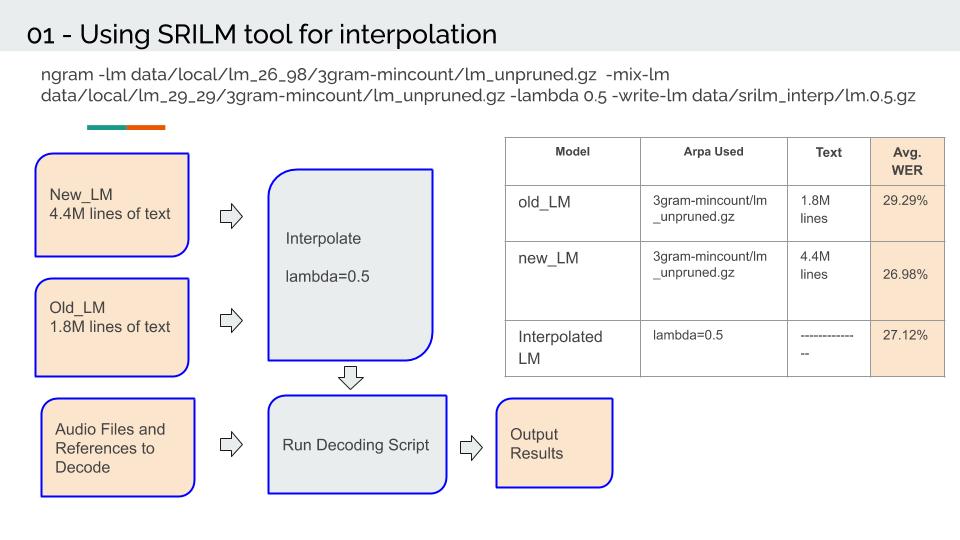 01 - Using SRILM tool for interpolation
ngram -lm data/local/lm_26_98/3gram-mincount/lm_unpruned.gz -mix-lm
data/local/lm_29_29/3gram-mincount/lm_unpruned.gz -lambda 0.5 -write-lm data/srilm_interp/lm.0.5.gz
New_LM
4.4M lines of text
Old_LM
1.8M lines of text
Audio Files and
References to
Decode
Interpolate
lambda=0.5
Run Decoding Script
Output
Results
Model
Arpa Used
Text
Avg.
WER
old_LM
3gram-mincount/lm
_unpruned.gz
1.8M
lines
29.29%
new_LM
3gram-mincount/lm
_unpruned.gz
4.4M
lines
26.98%
Interpolated
LM
lambda=0.5
-------------
--
27.12%